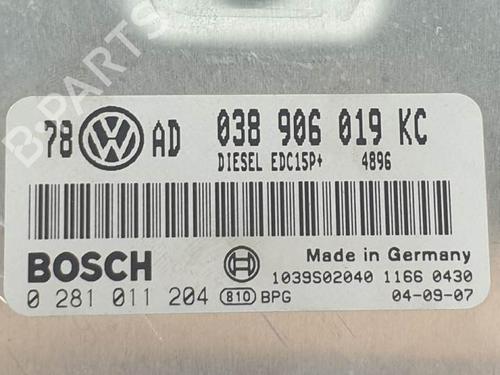 B-PARTS
78 VW AD 038 906 019 KC
DIESEL EDC15P+ 4896
BOSCH
Made in Germany
1039S02040 1166 0430
0 281 011 204 810 BPG 04-09-07